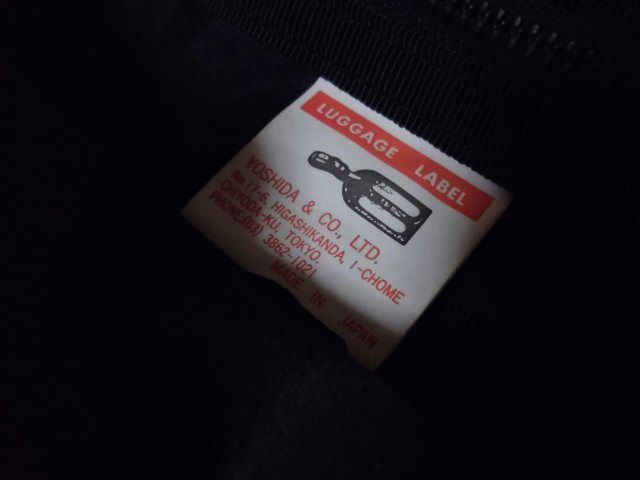 LUGGAGE LABEL
YOSHIDA & CO., LTD.
No.17-6, HIGASHIKANDA, 1-CHOME
CHIYODA-KU, TOKYO.
PHONE: (03) 3862-1021
MADE IN JAPAN